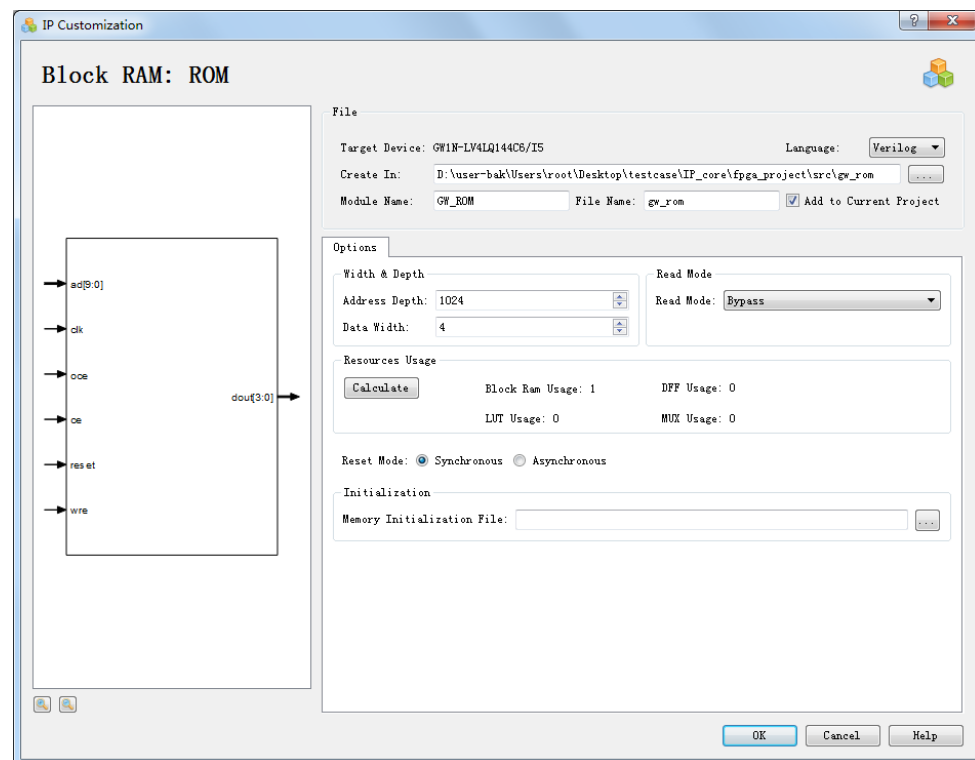 IP Customization
Block RAM: ROM
ad[9:0]
clk
oce
ce
reset
wre
dout[3:0]
File
Target Device: GW1N-LV4LQ144C6/I5 Language: Verilog
Create In: D:\user-bak\Users\root\Desktop\testcase\IP_core\fpga_project\src\gw_rom ...
Module Name: GW_ROM File Name: gw_rom Add to Current Project
Options
Width & Depth
Address Depth: 1024
Data Width: 4
Read Mode
Read Mode: Bypass
Resources Usage
Calculate Block Ram Usage: 1 DFF Usage: 0
LUT Usage: 0 MUX Usage: 0
Reset Mode: Synchronous Asynchronous
Initialization
Memory Initialization File: ...
OK Cancel Help